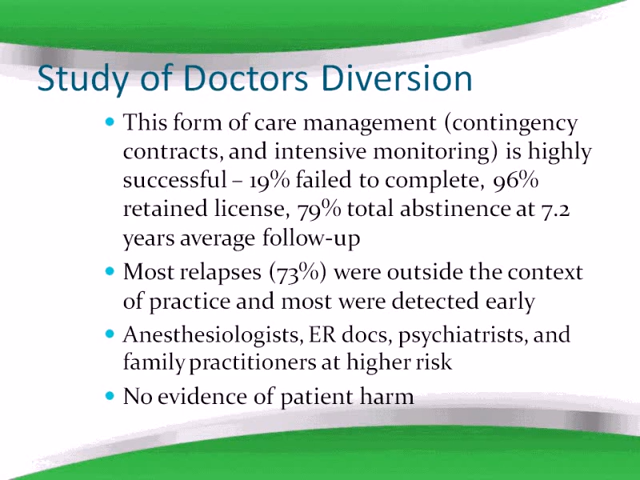 Study of Doctors Diversion
• This form of care management (contingency
contracts, and intensive monitoring) is highly
successful – 19% failed to complete, 96%
retained license, 79% total abstinence at 7.2
years average follow-up
• Most relapses (73%) were outside the context
of practice and most were detected early
• Anesthesiologists, ER docs, psychiatrists, and
family practitioners at higher risk
• No evidence of patient harm